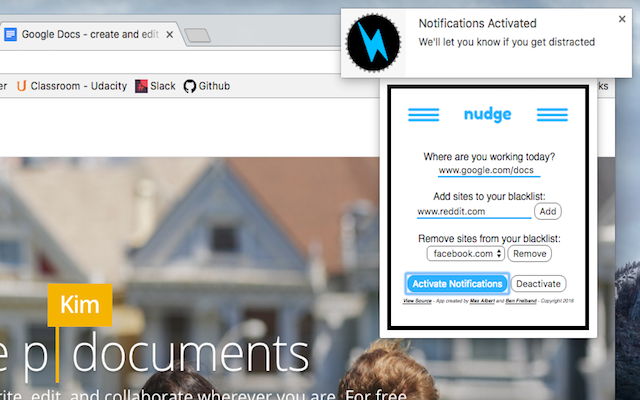 Google Docs - create and edit
Notifications Activated
We'll let you know if you get distracted
er
Classroom - Udacity
Slack
Github
ks
nudge
Where are you working today?
www.google.com/docs
Add sites to your blacklist:
www.reddit.com
Add
Remove sites from your blacklist:
facebook.com
Remove
Activate Notifications
Deactivate
View Source - App created by Max Albert and Ben Freiband - Copyright 2016
Kim
e p documents
rite, edit, and collaborate wherever you are. For free.